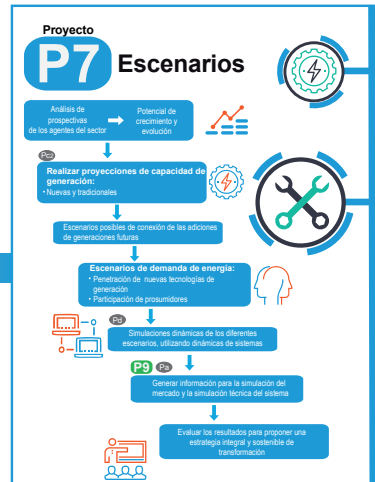 Proyecto
P7 Escenarios
Análisis de
prospectivas
de los agentes del sector
Potencial de
crecimiento y
evolución
Pc2
Realizar proyecciones de capacidad de
generación:
• Nuevas y tradicionales
Escenarios posibles de conexión de las adiciones
de generaciones futuras
Escenarios de demanda de energía:
• Penetración de nuevas tecnologías de
generación
• Participación de prosumidores
Pd
Simulaciones dinámicas de los diferentes
escenarios, utilizando dinámicas de sistemas
P9 Pa
Generar información para la simulación del
mercado y la simulación técnica del sistema
Evaluar los resultados para proponer una
estrategia integral y sostenible de
transformación